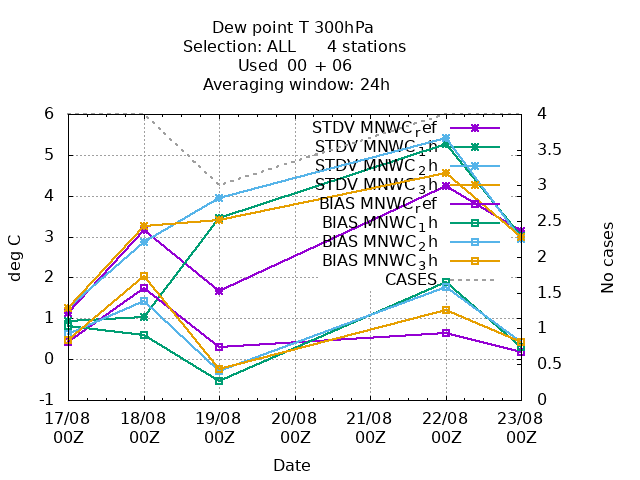 Dew point T 300hPa
Selection: ALL 4 stations
Used 00 + 06
Averaging window: 24h
6
5
4
3
2
1
0
-1
4
3.5
3
2.5
2
1.5
1
0.5
0
deg C
No cases
STDV MNWC_ref
STDV MNWC_1h
STDV MNWC_2h
STDV MNWC_3h
BIAS MNWC_ref
BIAS MNWC_1h
BIAS MNWC_2h
BIAS MNWC_3h
CASES
17/08 18/08 19/08 20/08 21/08 22/08 23/08
00Z 00Z 00Z 00Z 00Z 00Z 00Z
Date